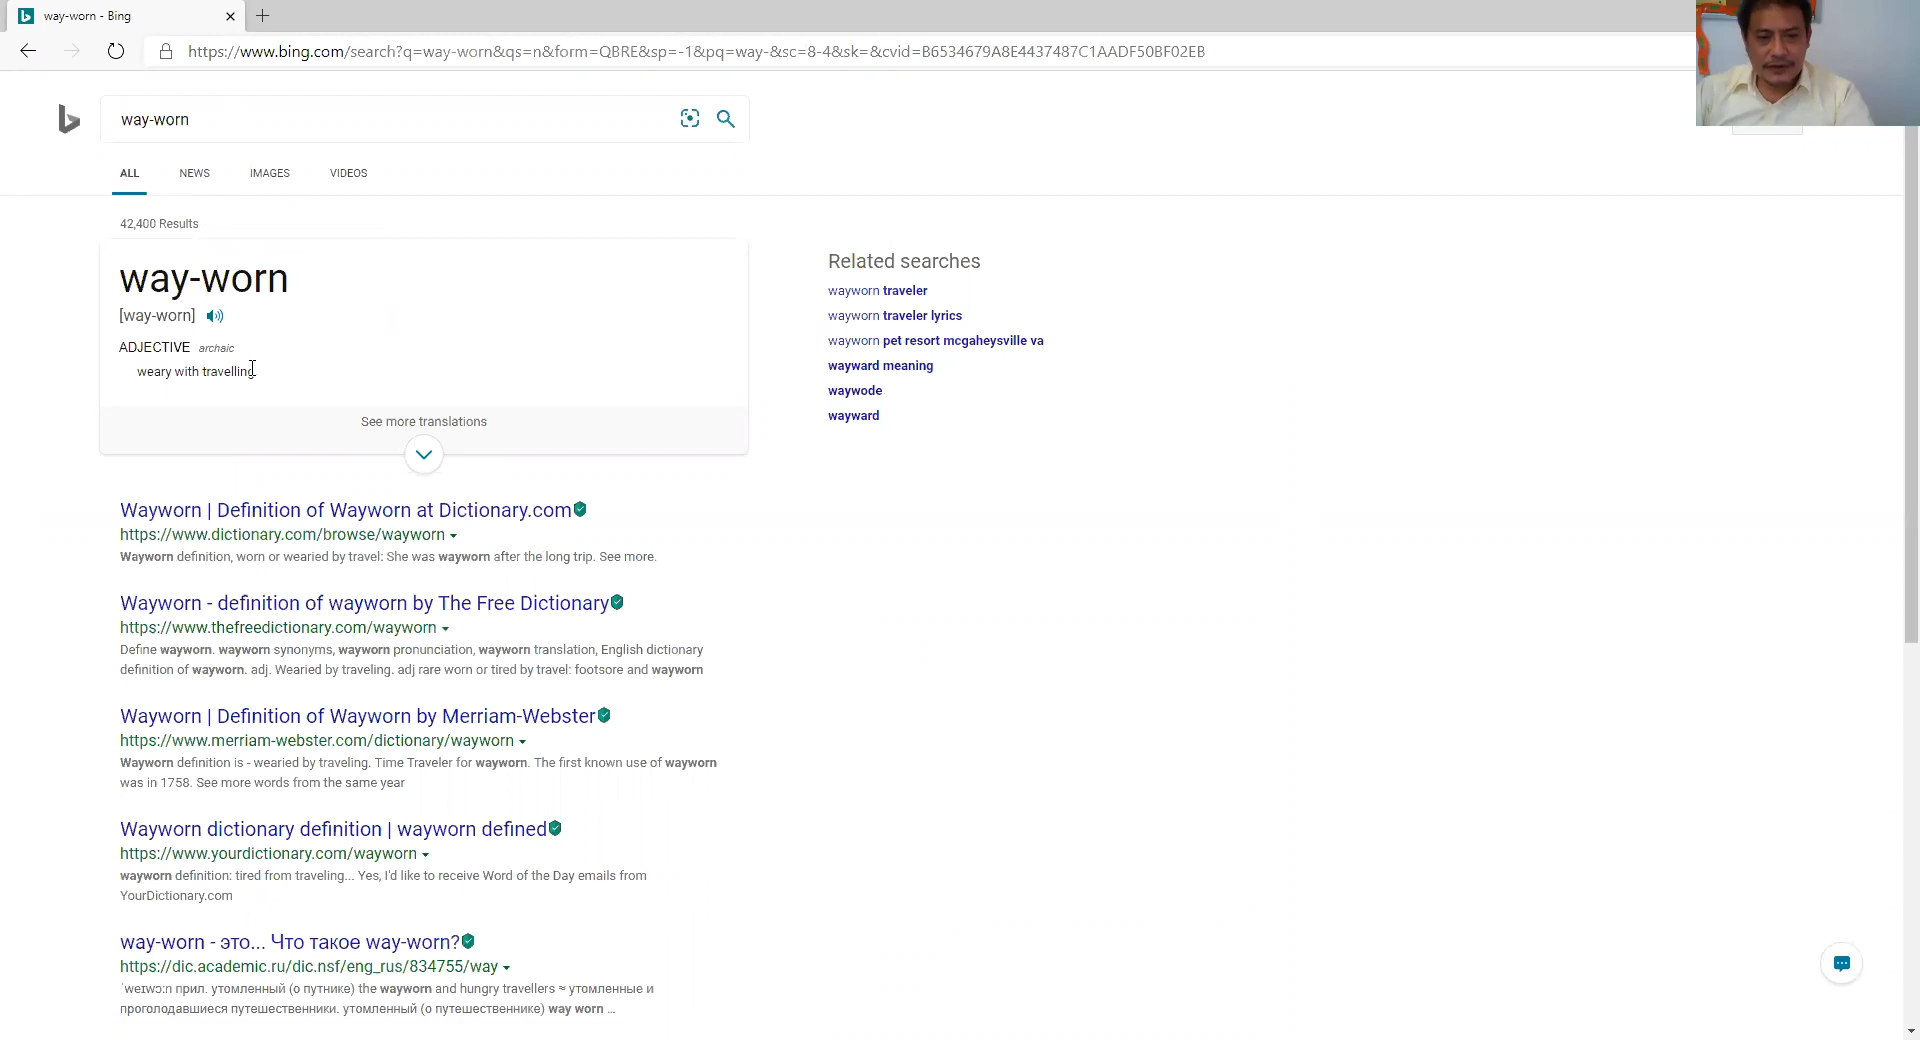 way-worn - Bing
https://www.bing.com/search?q=way-worn&qs=n&form=QBRE&sp=-1&pq=way-&sc=8-4&sk=&cvid=B6534679A8E4437487C1AADF50BF02EB
way-worn
ALL NEWS IMAGES VIDEOS
42,400 Results
way-worn
[way-worn]
ADJECTIVE archaic
weary with travelling
See more translations
Wayworn | Definition of Wayworn at Dictionary.com
https://www.dictionary.com/browse/wayworn
Wayworn definition, worn or wearied by travel: She was wayworn after the long trip. See more.
Wayworn - definition of wayworn by The Free Dictionary
https://www.thefreedictionary.com/wayworn
Define wayworn. wayworn synonyms, wayworn pronunciation, wayworn translation, English dictionary
definition of wayworn. adj. Wearied by traveling. adj rare worn or tired by travel: footsore and wayworn
Wayworn | Definition of Wayworn by Merriam-Webster
https://www.merriam-webster.com/dictionary/wayworn
Wayworn definition is - wearied by traveling. Time Traveler for wayworn. The first known use of wayworn
was in 1758. See more words from the same year
Wayworn dictionary definition | wayworn defined
https://www.yourdictionary.com/wayworn
wayworn definition: tired from traveling... Yes, I'd like to receive Word of the Day emails from
YourDictionary.com
way-worn - это... Что такое way-worn?
https://dic.academic.ru/dic.nsf/eng_rus/834755/way
ˈweɪwɔːn прил. утомленный (о путнике) the wayworn and hungry travellers ≈ утомленные и
проголодавшиеся путешественники. утомленный (о путешественнике) way worn ...
Related searches
wayworn traveler
wayworn traveler lyrics
wayworn pet resort mcgaheysville va
wayward meaning
waywode
wayward